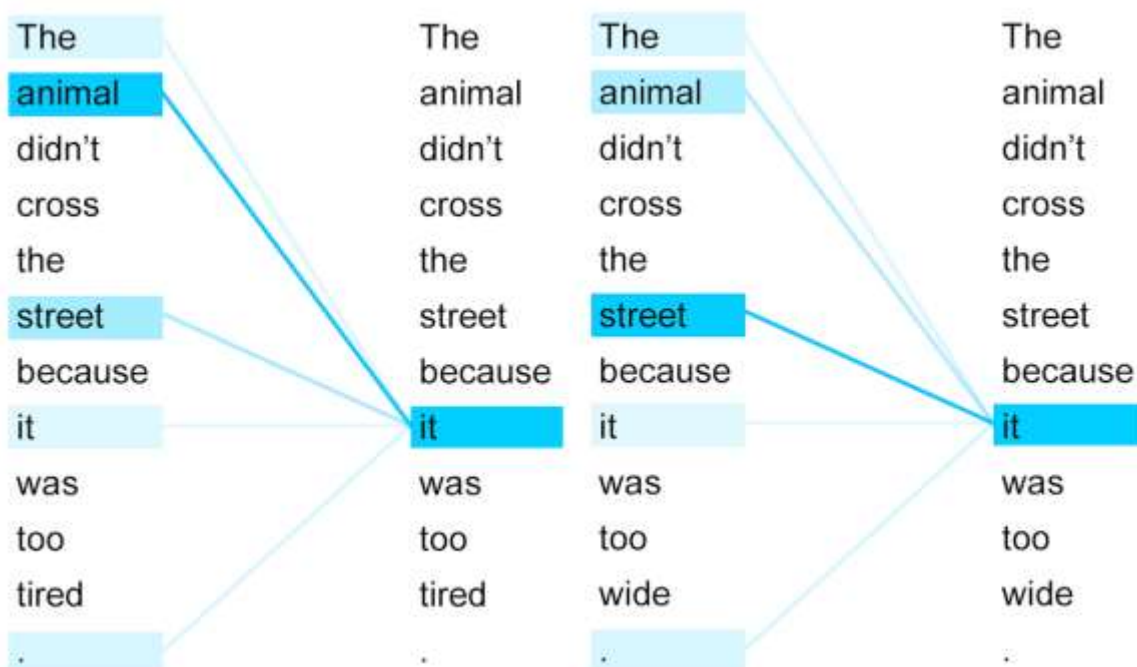 The The The The
animal animal animal animal
didn't didn't didn't didn't
cross cross cross cross
the the the the
street street street street
because because because because
it it it it
was was was was
too too too too
tired tired wide wide
. . . .